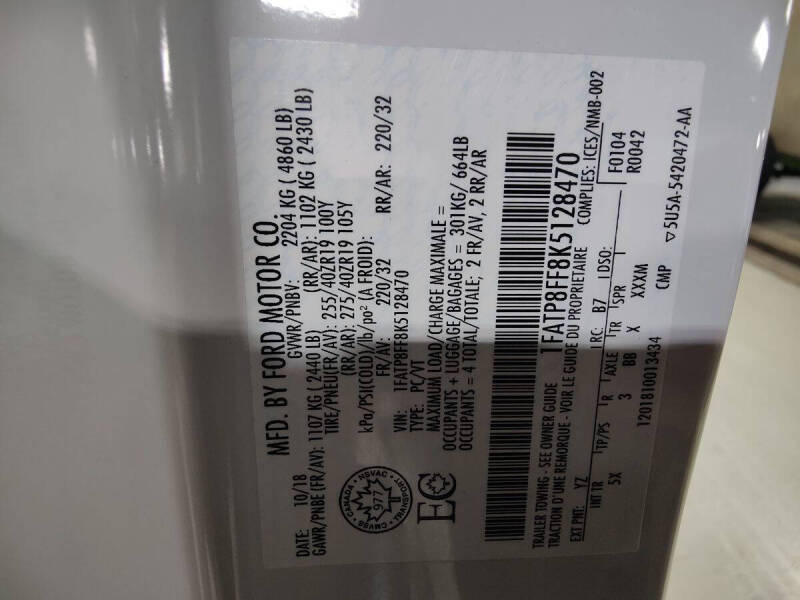 MFD. BY FORD MOTOR CO.
DATE: 10/18 GVWR/PNBV: 2204 KG ( 4860 LB)
GAWR/PNBE (FR/AV): 1107 KG ( 2440 LB) (RR/AR): 1102 KG ( 2430 LB)
TIRE/PNEU(FR/AV): 255/40ZR19 100Y
(RR/AR): 275/40ZR19 105Y
kPa/PSI(COLD)/lb/po² (A FROID):
FR/AV: 220/32 RR/AR: 220/32
VIN: 1FATP8FF8K5128470
TYPE: PC/VT
MAXIMUM LOAD/CHARGE MAXIMALE =
OCCUPANTS + LUGGAGE/BAGAGES = 301KG/ 664LB
OCCUPANTS = 4 TOTAL/TOTALE; 2 FR/AV, 2 RR/AR
CANADA NSVAC TRANSPORT CMVSS
977
EC
1FATP8FF8K5128470
TRAILER TOWING - SEE OWNER GUIDE
TRACTION D'UNE REMORQUE - VOIR LE GUIDE DU PROPRIETAIRE COMPLIES: ICES/NMB-002
EXT PNT: YZ RC: B7 DSO: F0104
R0042
INT TR TP/PS R AXLE TR SPR
5X 3 BB X XXXM
1201810013434 CMP ▽5U5A-5420472-AA